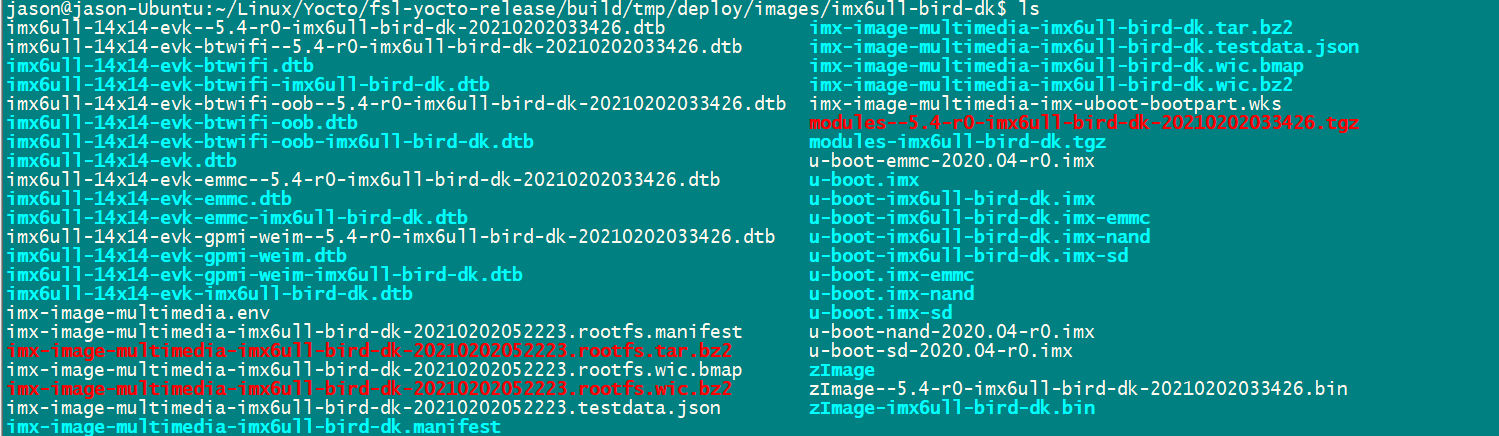 jason@jason-Ubuntu:~/Linux/Yocto/fsl-yocto-release/build/tmp/deploy/images/imx6ull-bird-dk$ ls
imx6ull-14x14-evk--5.4-r0-imx6ull-bird-dk-20210202033426.dtb imx-image-multimedia-imx6ull-bird-dk.tar.bz2
imx6ull-14x14-evk-btwifi--5.4-r0-imx6ull-bird-dk-20210202033426.dtb imx-image-multimedia-imx6ull-bird-dk.testdata.json
imx6ull-14x14-evk-btwifi.dtb imx-image-multimedia-imx6ull-bird-dk.wic.bmap
imx6ull-14x14-evk-btwifi-imx6ull-bird-dk.dtb imx-image-multimedia-imx6ull-bird-dk.wic.bz2
imx6ull-14x14-evk-btwifi-oob--5.4-r0-imx6ull-bird-dk-20210202033426.dtb imx-image-multimedia-imx-uboot-bootpart.wks
imx6ull-14x14-evk-btwifi-oob.dtb modules--5.4-r0-imx6ull-bird-dk-20210202033426.tgz
imx6ull-14x14-evk-btwifi-oob-imx6ull-bird-dk.dtb modules-imx6ull-bird-dk.tgz
imx6ull-14x14-evk.dtb u-boot-emmc-2020.04-r0.imx
imx6ull-14x14-evk-emmc--5.4-r0-imx6ull-bird-dk-20210202033426.dtb u-boot.imx
imx6ull-14x14-evk-emmc.dtb u-boot-imx6ull-bird-dk.imx
imx6ull-14x14-evk-emmc-imx6ull-bird-dk.dtb u-boot-imx6ull-bird-dk.imx-emmc
imx6ull-14x14-evk-gpmi-weim--5.4-r0-imx6ull-bird-dk-20210202033426.dtb u-boot-imx6ull-bird-dk.imx-nand
imx6ull-14x14-evk-gpmi-weim.dtb u-boot-imx6ull-bird-dk.imx-sd
imx6ull-14x14-evk-gpmi-weim-imx6ull-bird-dk.dtb u-boot.imx-emmc
imx6ull-14x14-evk-imx6ull-bird-dk.dtb u-boot.imx-nand
imx-image-multimedia.env u-boot.imx-sd
imx-image-multimedia-imx6ull-bird-dk-20210202052223.rootfs.manifest u-boot-nand-2020.04-r0.imx
imx-image-multimedia-imx6ull-bird-dk-20210202052223.rootfs.tar.bz2 u-boot-sd-2020.04-r0.imx
imx-image-multimedia-imx6ull-bird-dk-20210202052223.rootfs.wic.bmap zImage
imx-image-multimedia-imx6ull-bird-dk-20210202052223.rootfs.wic.bz2 zImage--5.4-r0-imx6ull-bird-dk-20210202033426.bin
imx-image-multimedia-imx6ull-bird-dk-20210202052223.testdata.json zImage-imx6ull-bird-dk.bin
imx-image-multimedia-imx6ull-bird-dk.manifest